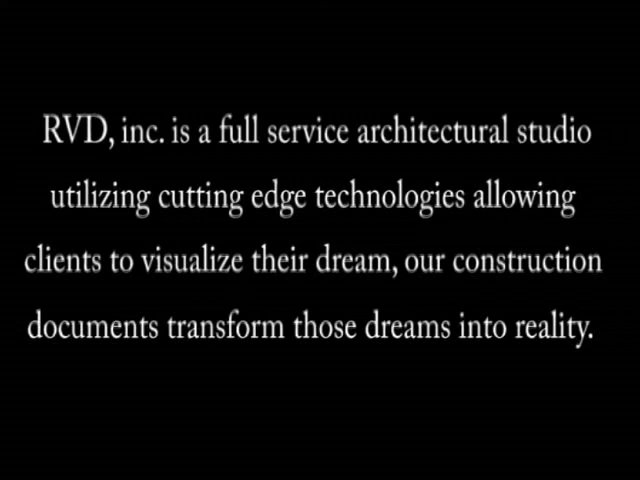 RVD, inc. is a full service architectural studio
utilizing cutting edge technologies allowing
clients to visualize their dream, our construction
documents transform those dreams into reality.